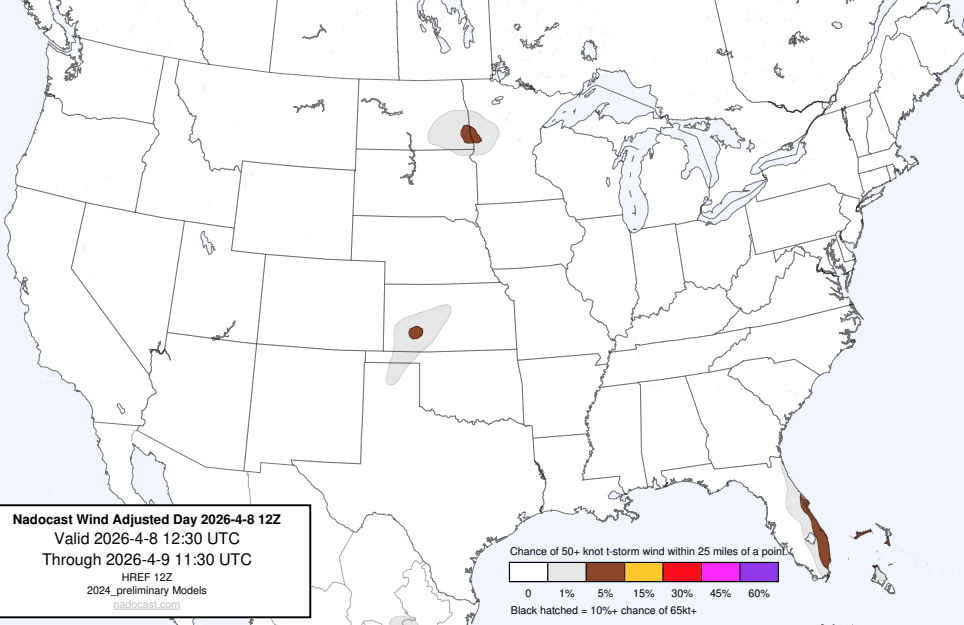 Nadocast Wind Adjusted Day 2026-4-8 12Z
Valid 2026-4-8 12:30 UTC
Through 2026-4-9 11:30 UTC
HREF 12Z
2024_preliminary Models
nadocast.com
Chance of 50+ knot t-storm wind within 25 miles of a point.
0 1% 5% 15% 30% 45% 60%
Black hatched = 10%+ chance of 65kt+